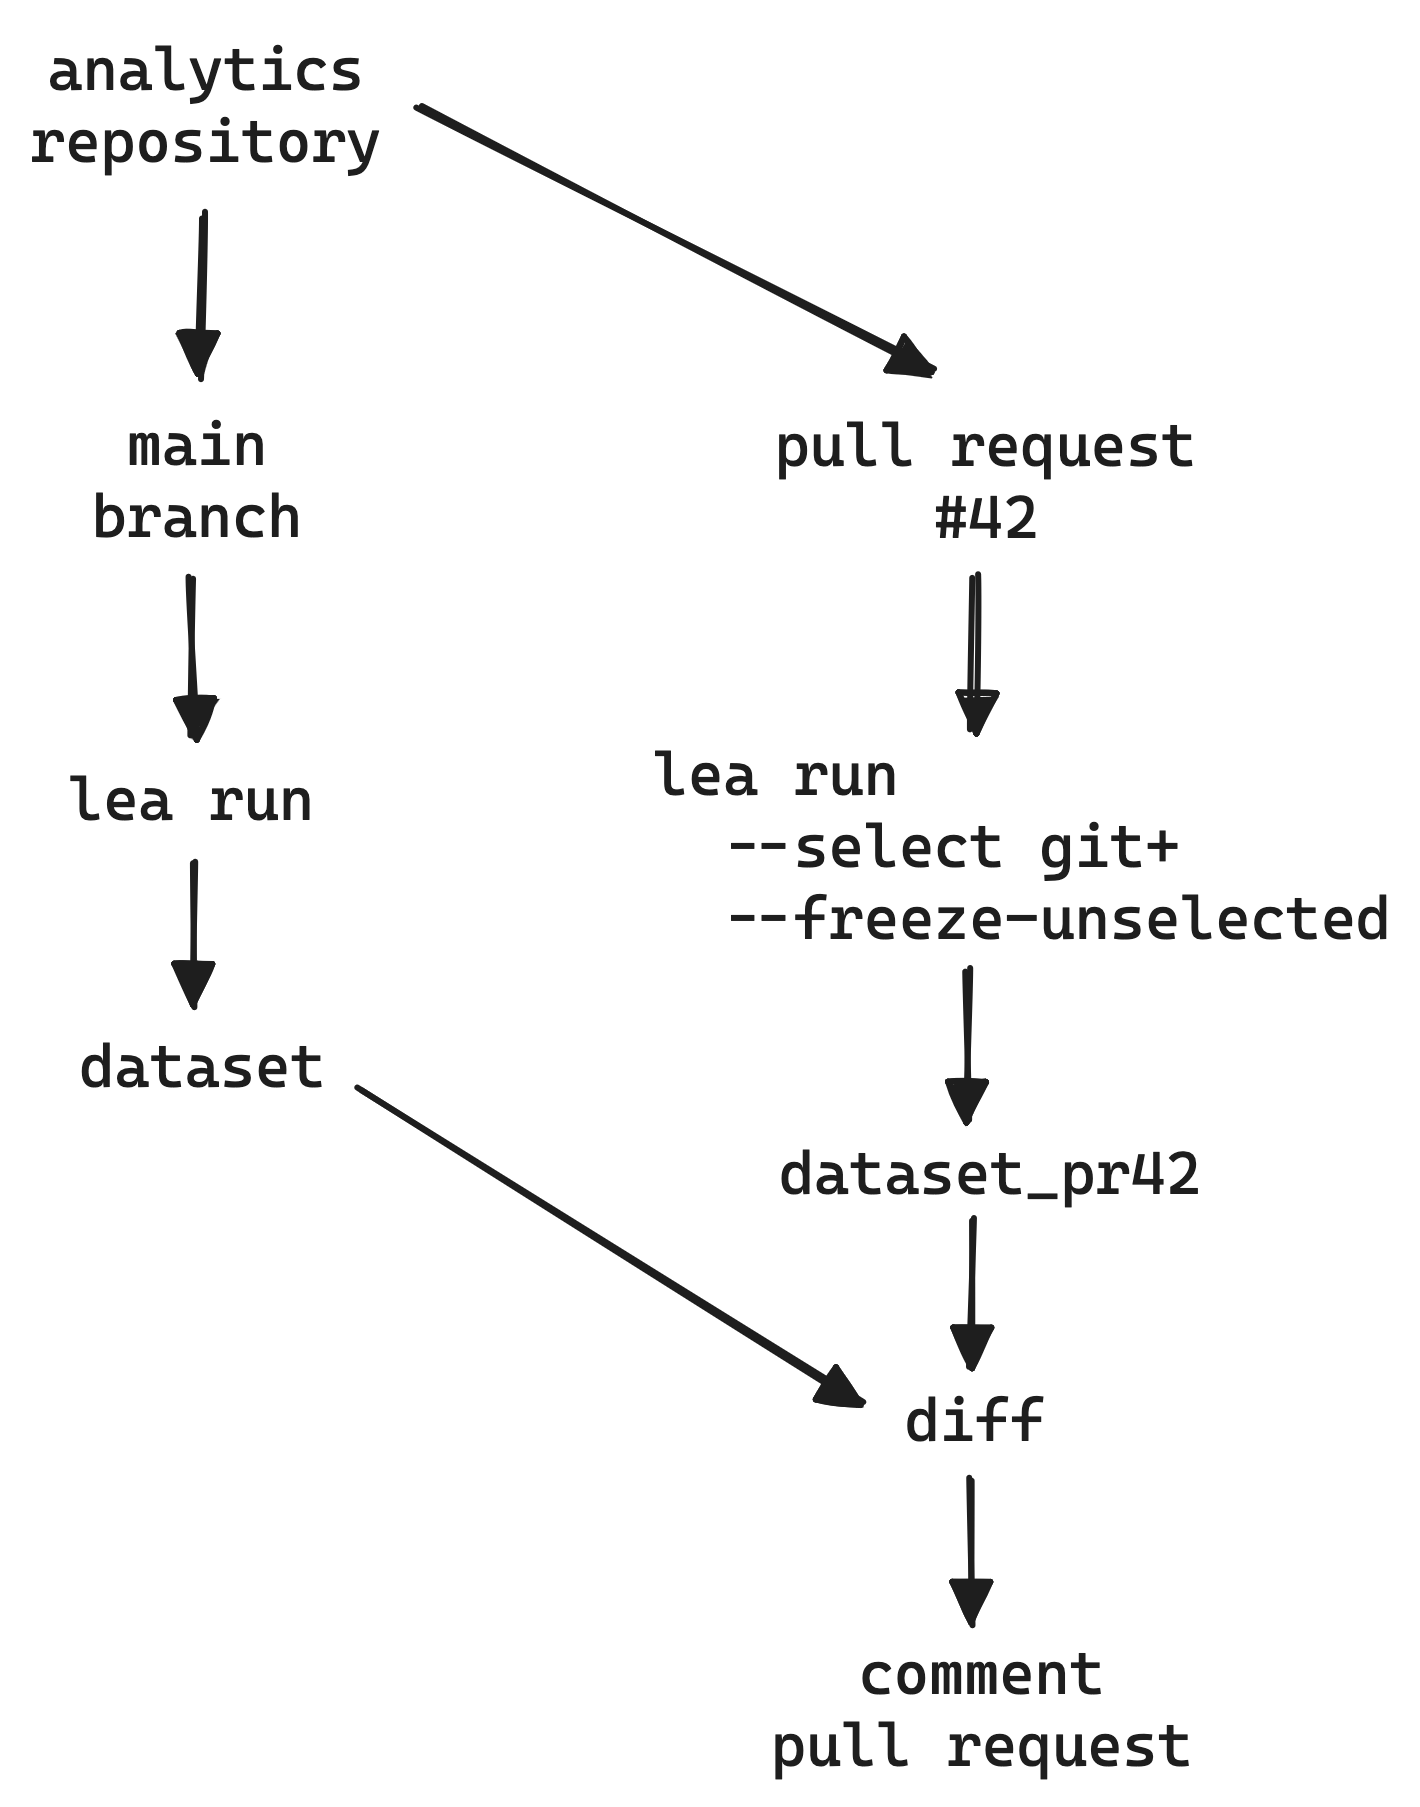 analytics
repository
main
branch
pull request
#42
lea run
lea run
--select git+
--freeze-unselected
dataset
dataset_pr42
diff
comment
pull request